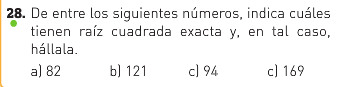 28. De entre los siguientes números, indica cuáles
tienen raíz cuadrada exacta y, en tal caso,
hállala.
a) 82 b) 121 c) 94 c) 169